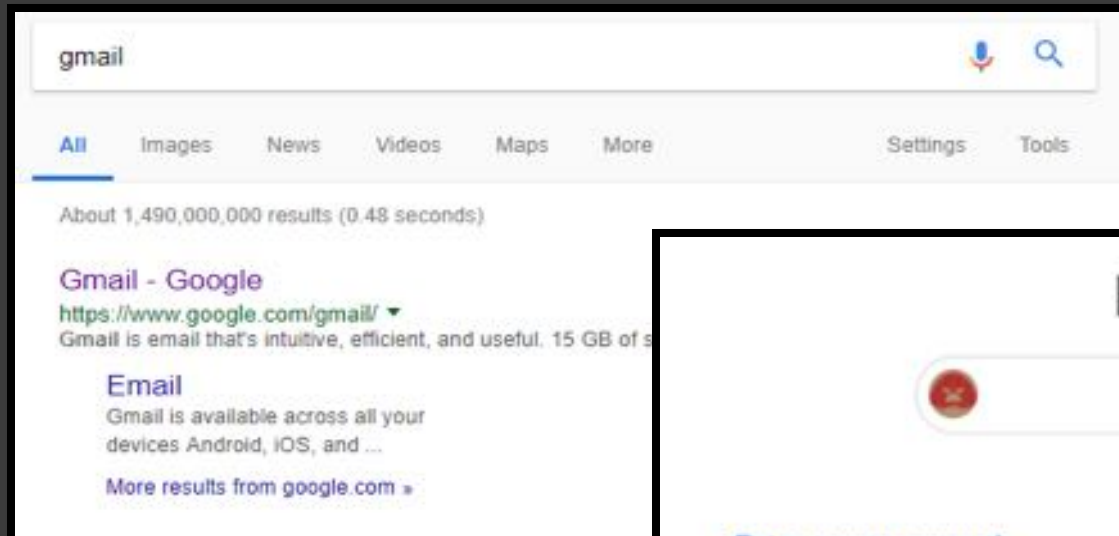 gmail
All Images News Videos Maps More Settings Tools
About 1,490,000,000 results (0.48 seconds)
Gmail - Google
https://www.google.com/gmail/
Gmail is email that's intuitive, efficient, and useful. 15 GB of
Email
Gmail is available across all your
devices Android, iOS, and ...
More results from google.com »